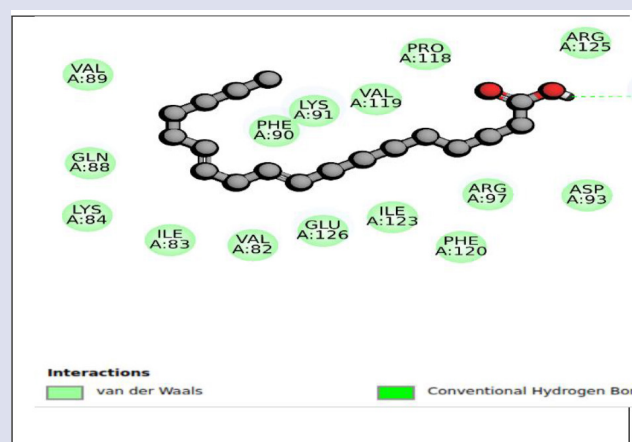 PRO
A:118
ARG
A:125
VAL
A:89
VAL
A:119
LYS
A:91
PHE
A:90
GLN
A:88
LYS
A:84
ARG
A:97
ASP
A:93
ILE
A:123
GLU
A:126
PHE
A:120
ILE
A:83
VAL
A:82
Interactions
van der Waals
Conventional Hydrogen Bo